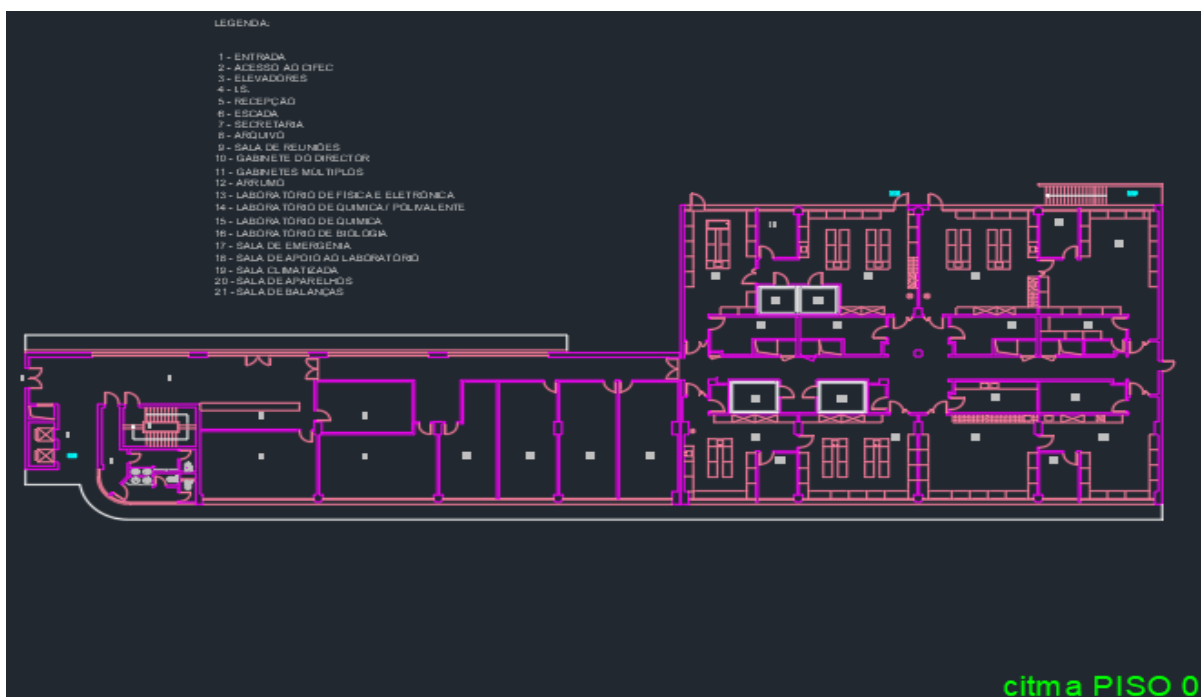 LEGENDA:
1 - ENTRADA
2 - ACESSO AO CIFEC
3 - ELEVADORES
4 - I.S.
5 - RECEPÇÃO
6 - ESCADA
7 - SECRETARIA
8 - ARQUIVO
9 - SALA DE REUNIÕES
10 - GABINETE DO DIRECTOR
11 - GABINETES MÚLTIPLOS
12 - ARRUMO
13 - LABORATÓRIO DE FÍSICA E ELETRÓNICA
14 - LABORATÓRIO DE QUIMICA / POLIVALENTE
15 - LABORATÓRIO DE QUIMICA
16 - LABORATÓRIO DE BIOLOGIA
17 - SALA DE EMERGENIA
18 - SALA DE APOIO AO LABORATÓRIO
19 - SALA CLIMATIZADA
20 - SALA DE APARELHOS
21 - SALA DE BALANÇAS
citma PISO 0